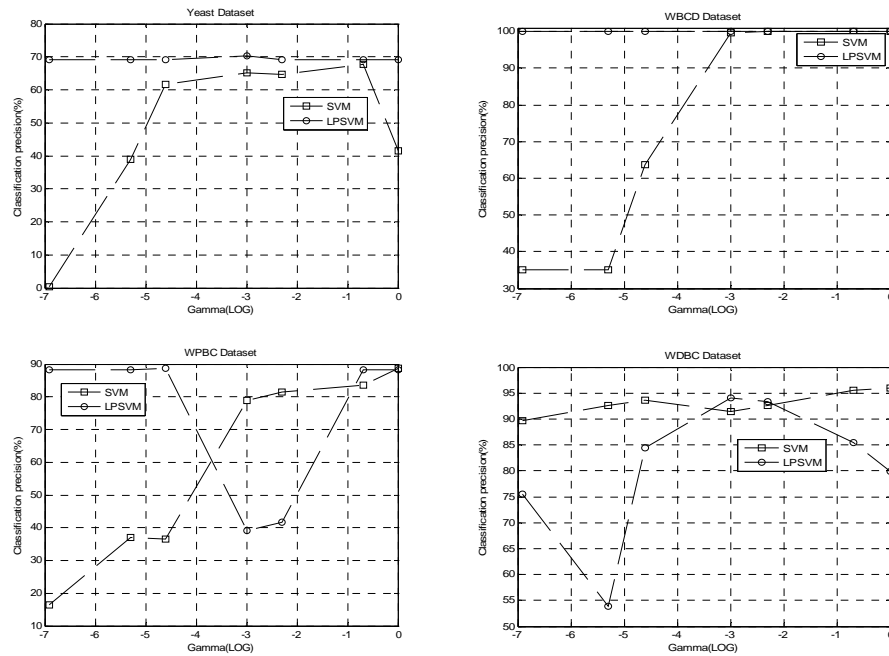 Yeast Dataset
80
70
60
50
40
30
20
10
0
Classification precision(%)
SVM
LPSVM
-7 -6 -5 -4 -3 -2 -1 0
Gamma(LOG)
WBCD Dataset
100
90
80
70
60
50
40
30
Classification precision(%)
SVM
LPSVM
-7 -6 -5 -4 -3 -2 -1 0
Gamma(LOG)
WPBC Dataset
90
80
70
60
50
40
30
20
10
Classification precision(%)
SVM
LPSVM
-7 -6 -5 -4 -3 -2 -1 0
Gamma(LOG)
WDBC Dataset
100
95
90
85
80
75
70
65
60
55
50
Classification precision(%)
SVM
LPSVM
-7 -6 -5 -4 -3 -2 -1 0
Gamma(LOG)